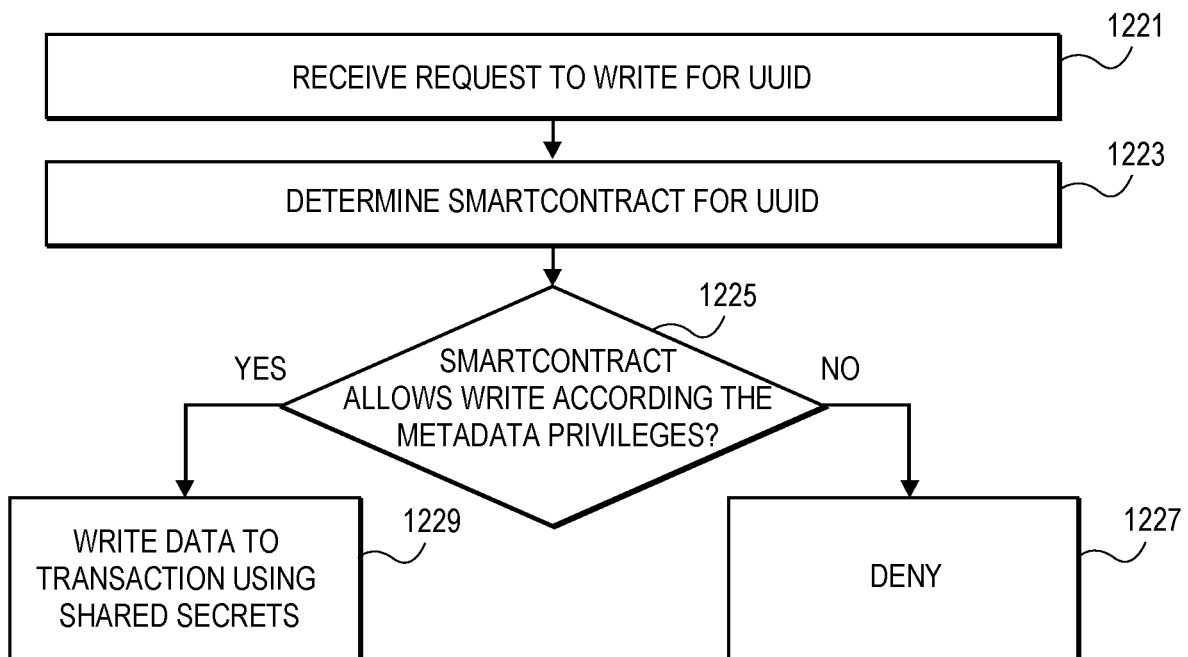 1221
RECEIVE REQUEST TO WRITE FOR UUID
1223
DETERMINE SMARTCONTRACT FOR UUID
1225
SMARTCONTRACT
ALLOWS WRITE ACCORDING THE
METADATA PRIVILEGES?
YES
NO
1229
WRITE DATA TO
TRANSACTION USING
SHARED SECRETS
1227
DENY